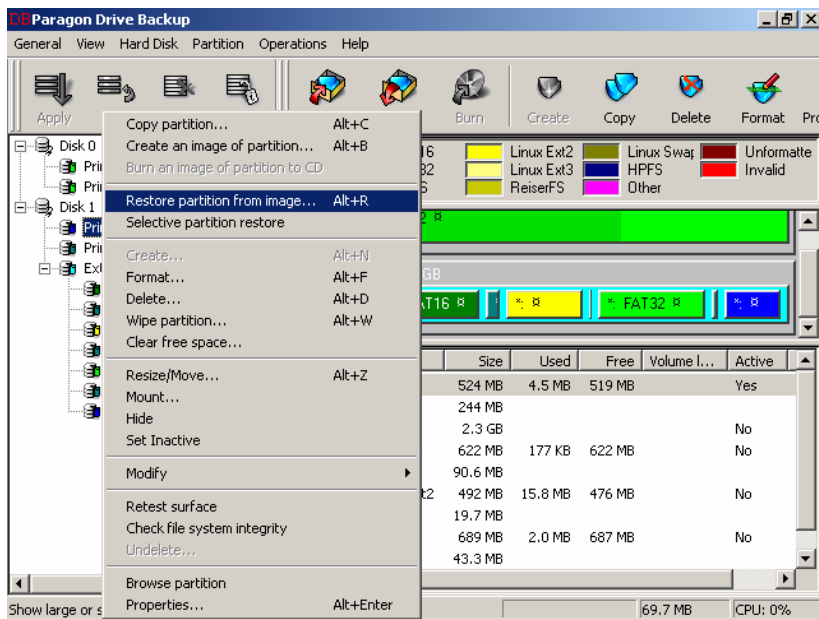 DBParagon Drive Backup
General View Hard Disk Partition Operations Help
Apply Burn Create Copy Delete Format
Disk 0
Disk 1
Copy partition... Alt+C
Create an image of partition... Alt+B
Burn an image of partition to CD
Restore partition from image... Alt+R
Selective partition restore
Create... Alt+N
Format... Alt+F
Delete... Alt+D
Wipe partition... Alt+W
Clear free space...
Resize/Move... Alt+Z
Mount...
Hide
Set Inactive
Modify
Retest surface
Check file system integrity
Undelete...
Browse partition
Properties... Alt+Enter
Linux Ext2 Linux Swap Unformatte
Linux Ext3 HPFS Invalid
ReiserFS Other
GB
*: ¤ *: FAT32 ¤ *: ¤
Size Used Free Volume l... Active
524 MB 4.5 MB 519 MB Yes
244 MB
2.3 GB No
622 MB 177 KB 622 MB No
90.6 MB
492 MB 15.8 MB 476 MB No
19.7 MB
689 MB 2.0 MB 687 MB No
43.3 MB
Show large or s 69.7 MB CPU: 0%